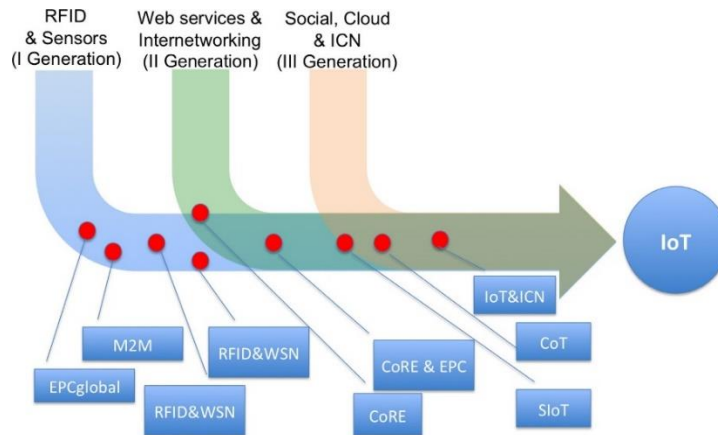 RFID
& Sensors
(I Generation)
Web services &
Internetworking
(II Generation)
Social, Cloud
& ICN
(III Generation)
IoT
IoT&ICN
M2M
RFID&WSN
CoRE & EPC
CoT
EPCglobal
RFID&WSN
CoRE
SIoT